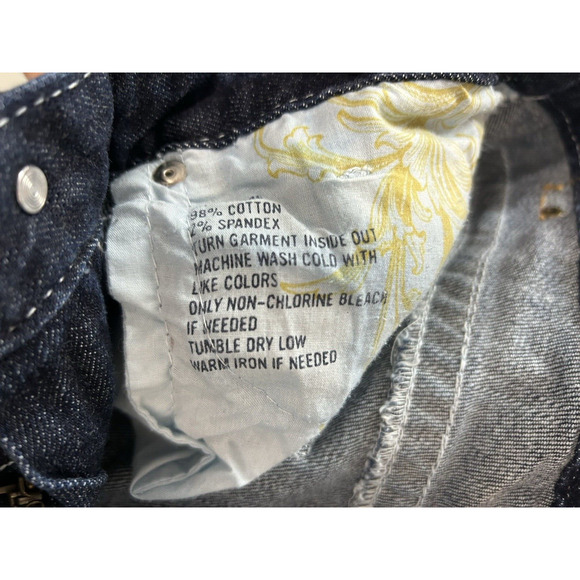 98% COTTON
2% SPANDEX
TURN GARMENT INSIDE OUT
MACHINE WASH COLD WITH
LIKE COLORS
ONLY NON-CHLORINE BLEACH
IF NEEDED
TUMBLE DRY LOW
WARM IRON IF NEEDED